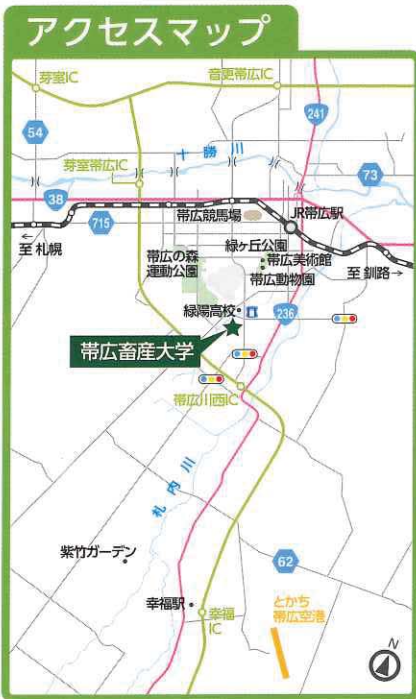 アクセスマップ
芽室IC
音更帯広IC
241
54
十勝川
芽室帯広IC
73
38
帯広競馬場
JR帯広駅
715
至 札幌
緑ヶ丘公園
帯広の森
運動公園
帯広美術館
帯広動物園
至 釧路
緑陽高校
236
帯広畜産大学
帯広川西IC
札内川
紫竹ガーデン
62
幸福駅
幸福
IC
とかち
帯広空港
N